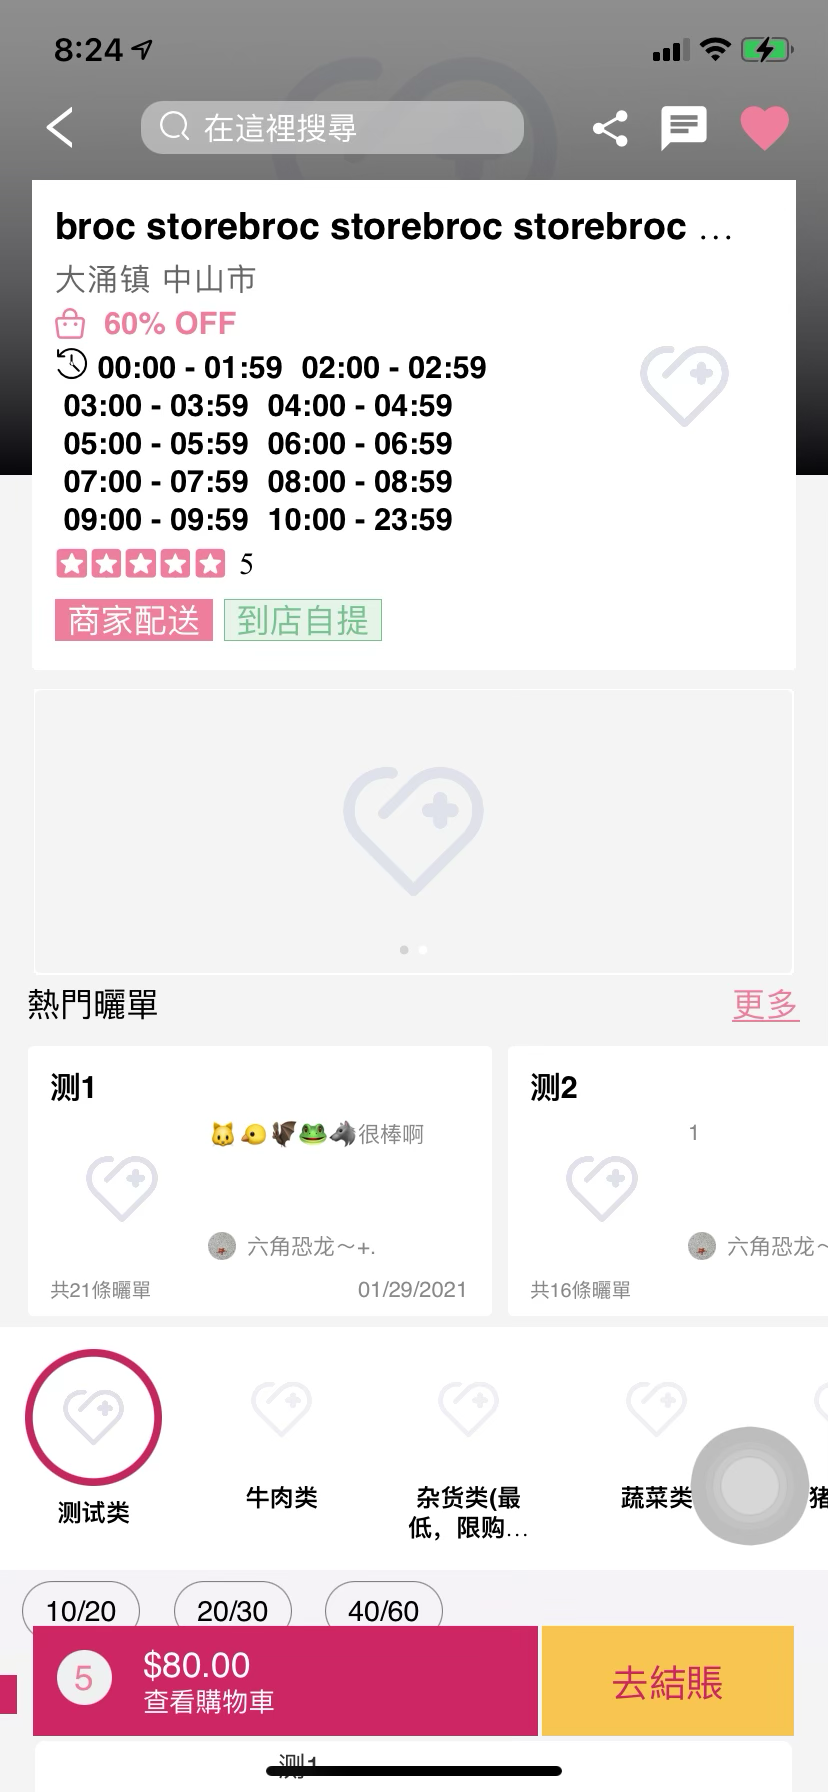 8:24
在這裡搜尋
broc storebroc storebroc storebroc ...
大涌镇 中山市
60% OFF
00:00 - 01:59 02:00 - 02:59
03:00 - 03:59 04:00 - 04:59
05:00 - 05:59 06:00 - 06:59
07:00 - 07:59 08:00 - 08:59
09:00 - 09:59 10:00 - 23:59
5
商家配送 到店自提
熱門曬單 更多
测1
🐱🐤🦇🐸🐺很棒啊
六角恐龙～+.
共21條曬單 01/29/2021
测2
1
六角恐龙～
共16條曬單
测试类
牛肉类
杂货类(最
低，限购...
蔬菜类
猪
10/20 20/30 40/60
5
$80.00
查看購物車
去結賬
测1